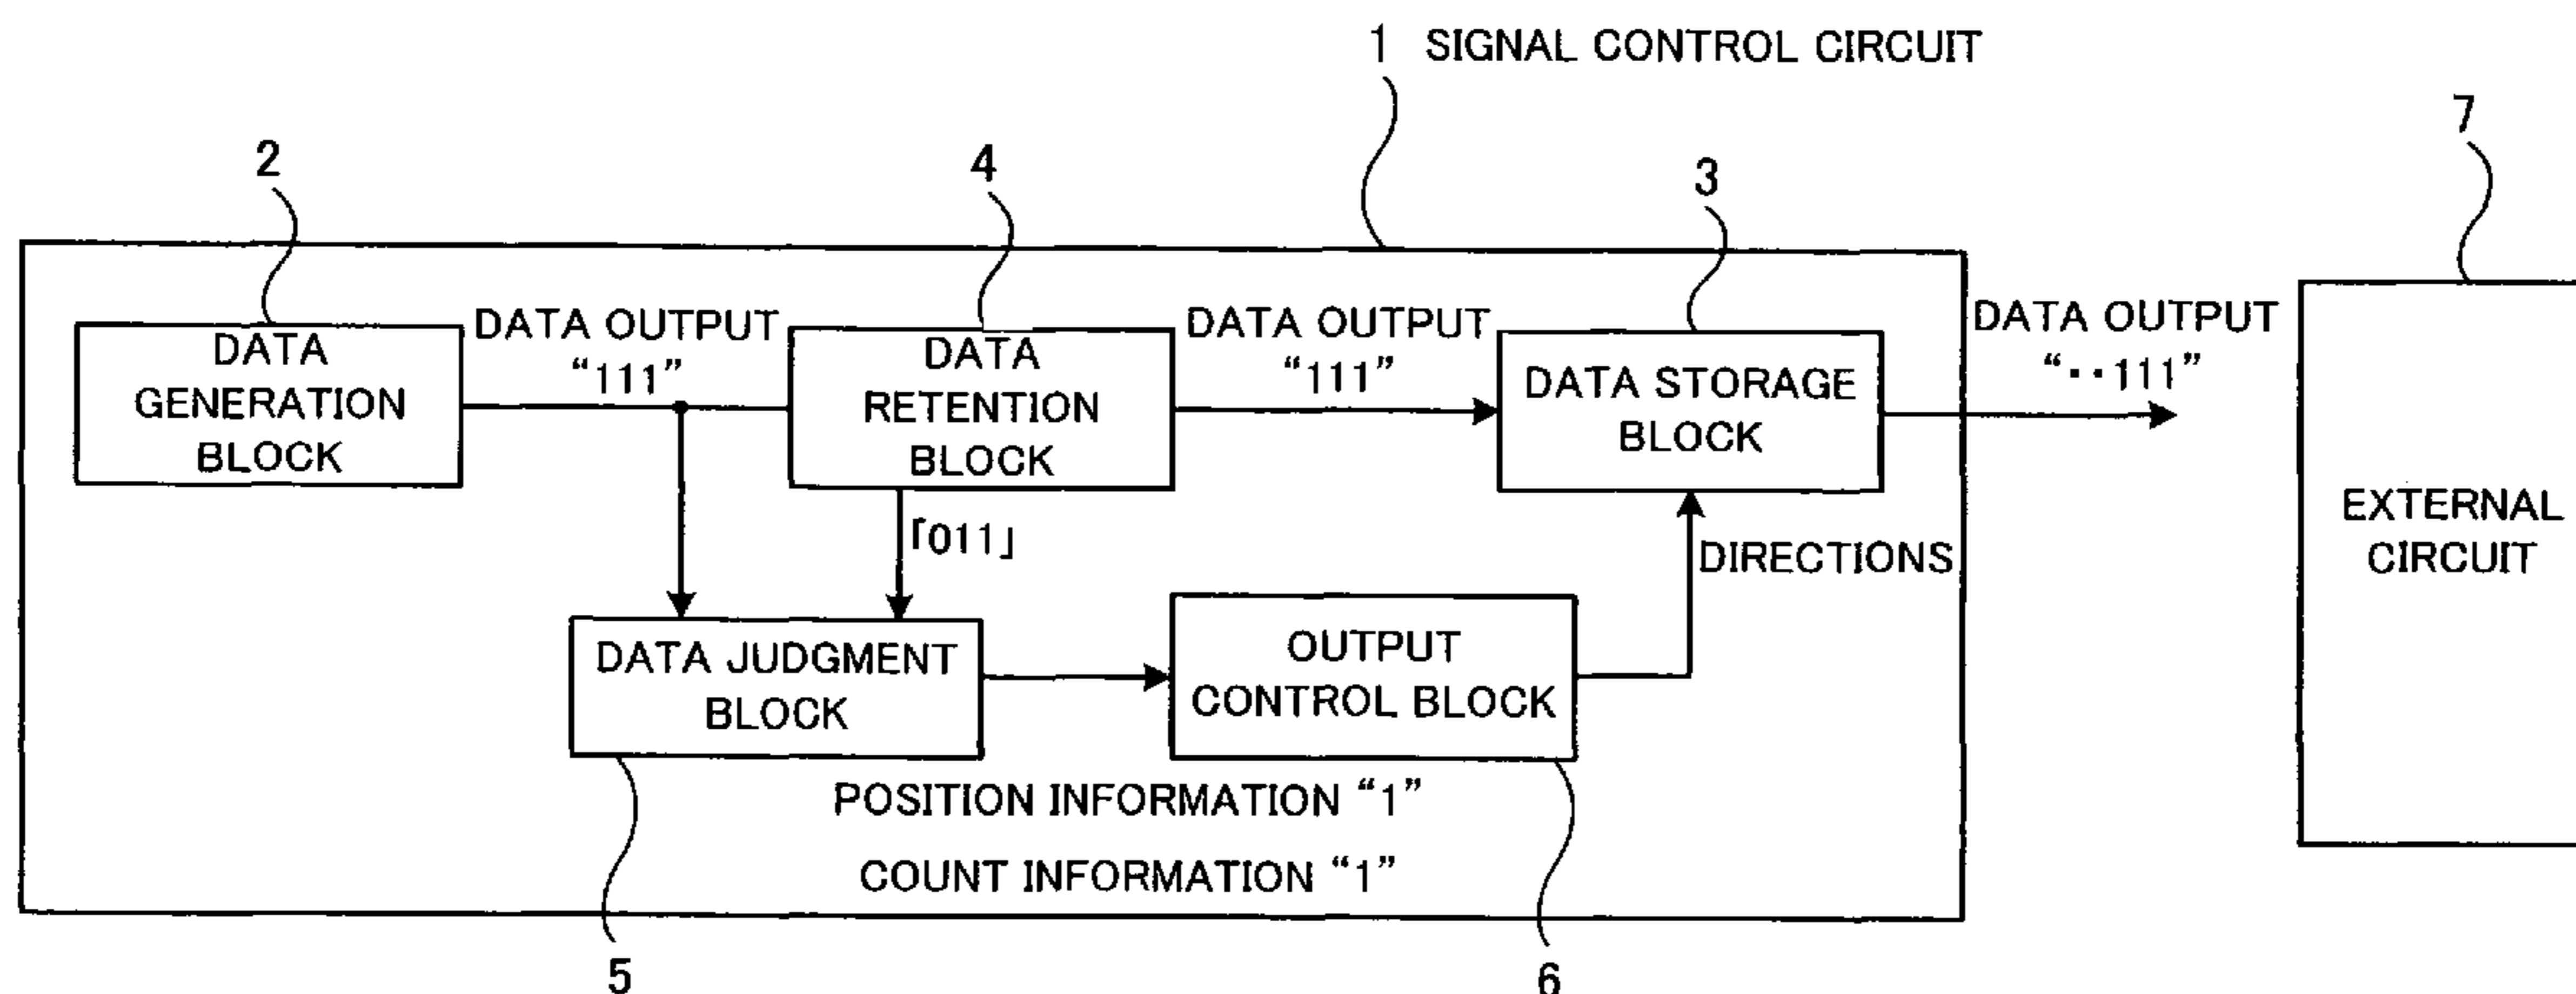 1 SIGNAL CONTROL CIRCUIT
7
2
4
3
DATA
GENERATION
BLOCK
DATA OUTPUT
“111”
DATA
RETENTION
BLOCK
DATA OUTPUT
“111”
DATA STORAGE
BLOCK
DATA OUTPUT
“・・111”
EXTERNAL
CIRCUIT
「011」
DIRECTIONS
DATA JUDGMENT
BLOCK
OUTPUT
CONTROL BLOCK
POSITION INFORMATION “1”
COUNT INFORMATION “1”
5
6